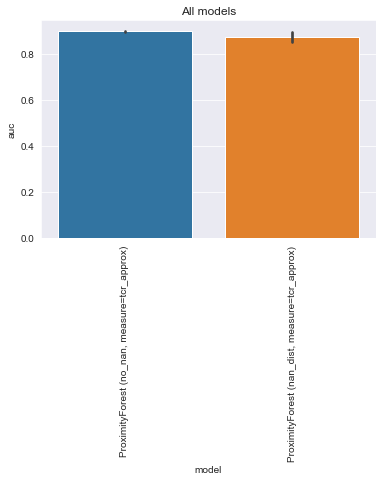 All models
auc
0.8
0.6
0.4
0.2
0.0
ProximityForest (no_nan, measure=tcr_approx)
ProximityForest (nan_dist, measure=tcr_approx)
model